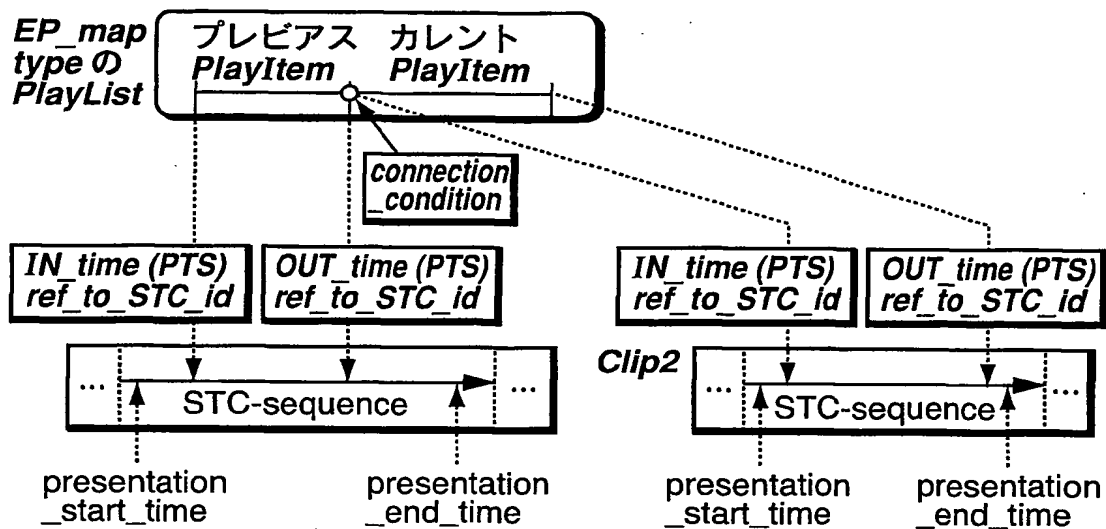 EP_map
type の
PlayList
プレビアス カレント
PlayItem PlayItem
connection
_condition
IN_time (PTS)
ref_to_STC_id
OUT_time (PTS)
ref_to_STC_id
IN_time (PTS)
ref_to_STC_id
OUT_time (PTS)
ref_to_STC_id
... STC-sequence ...
Clip2
... STC-sequence ...
presentation
_start_time
presentation
_end_time
presentation
_start_time
presentation
_end_time